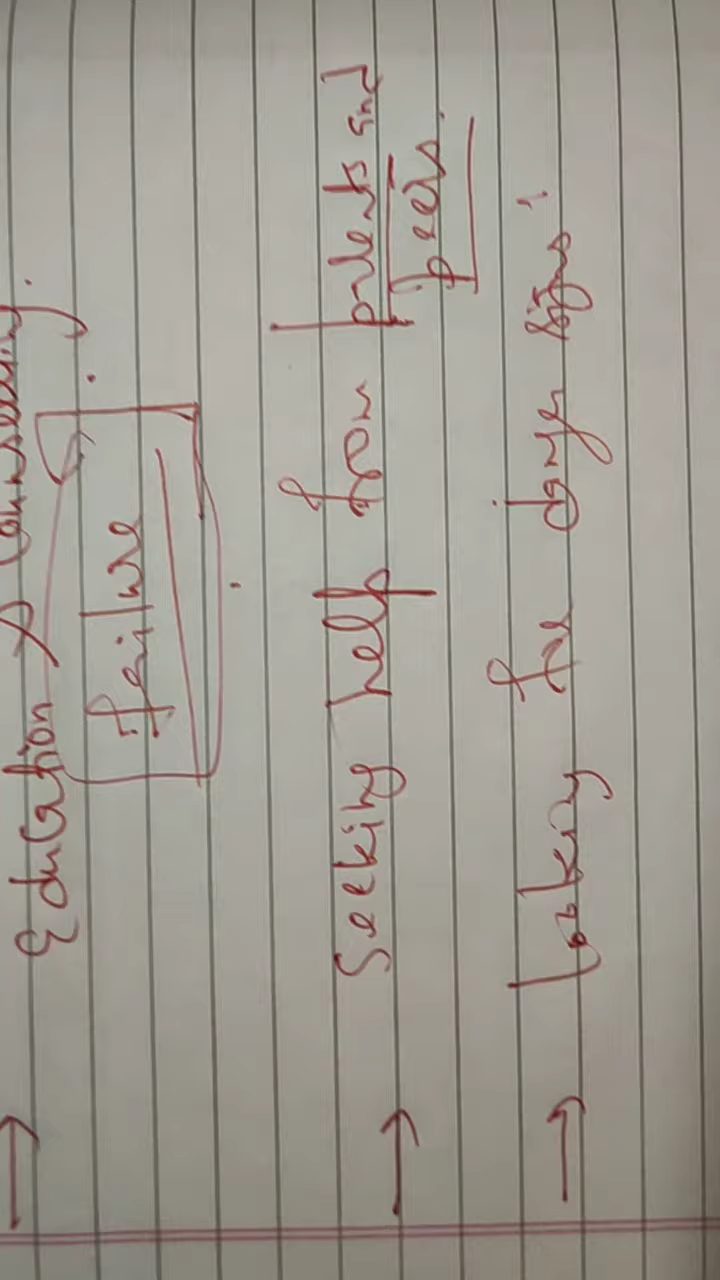 → Education & Counselling.
failure
→ Seeking help from parents and
peers.
→ looking for danger signs